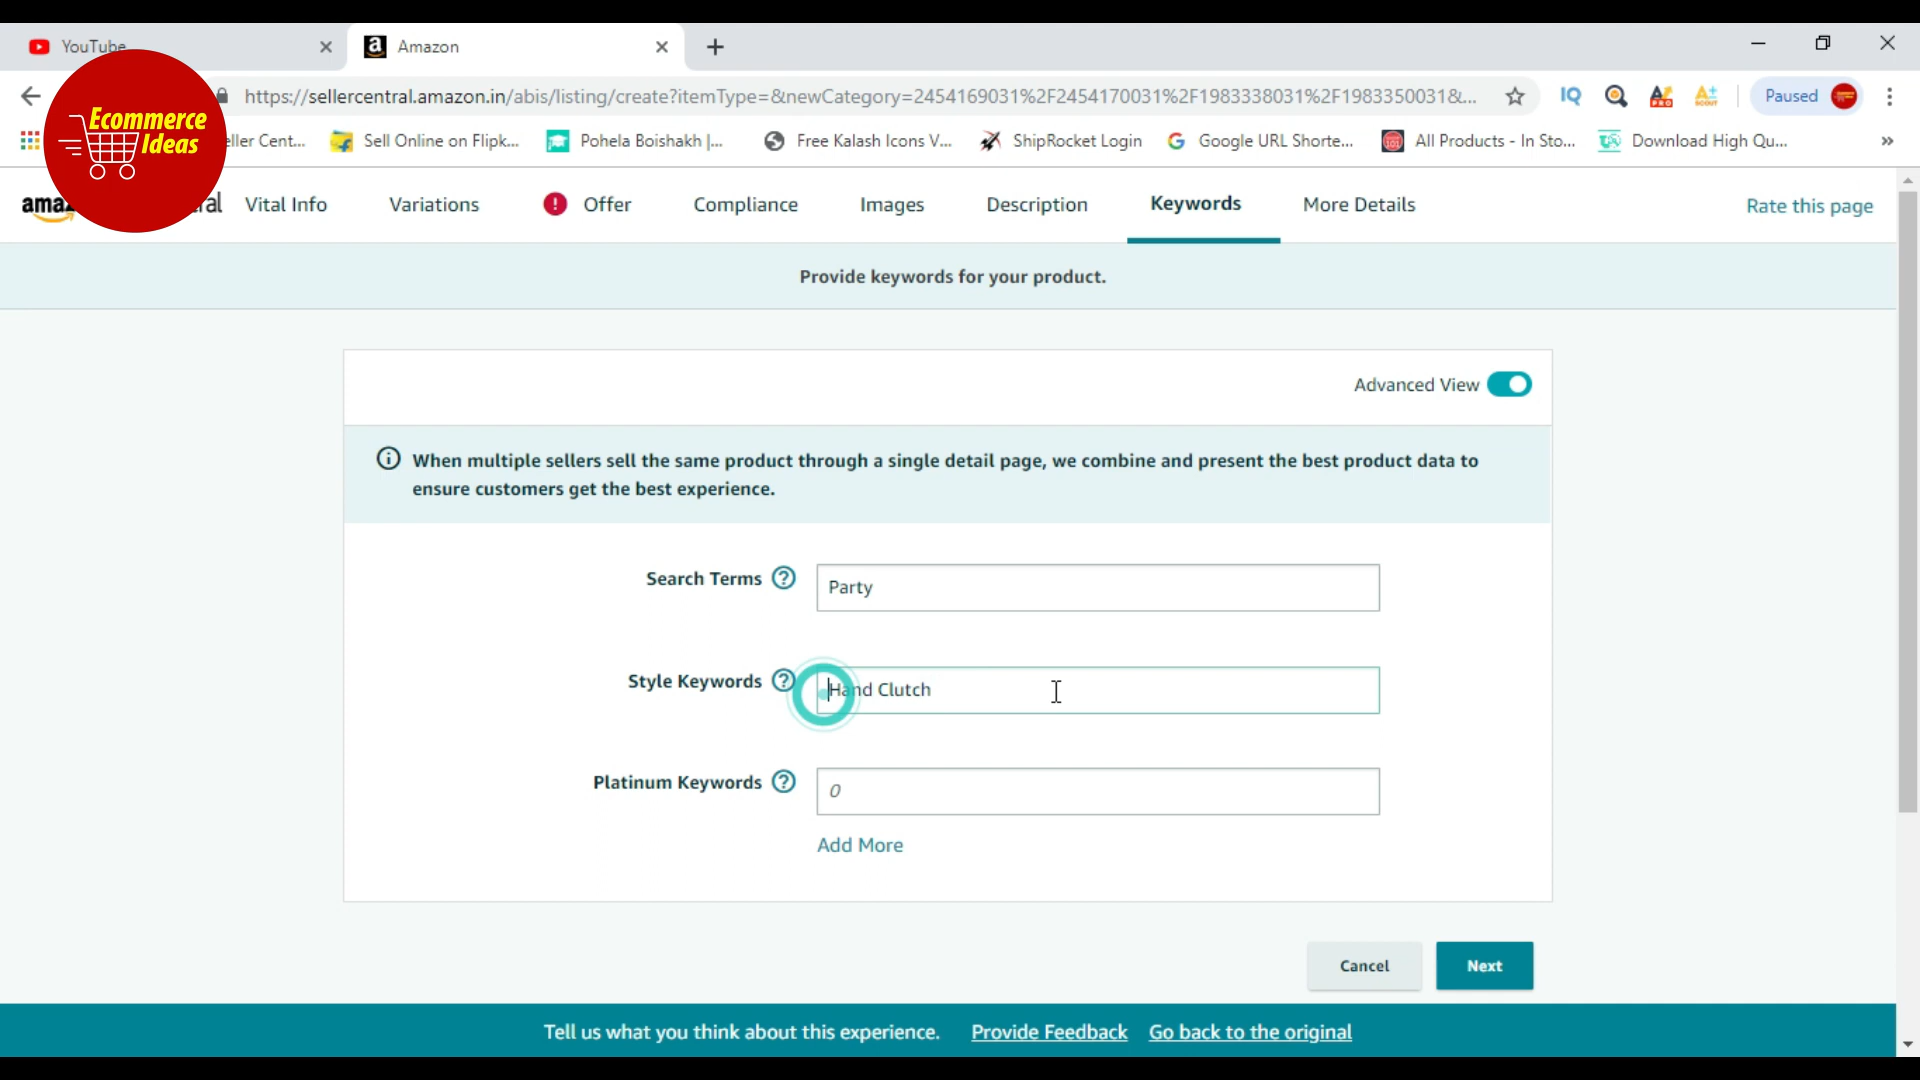 YouTube
Amazon
https://sellercentral.amazon.in/abis/listing/create?itemType=&newCategory=2454169031%2F2454170031%2F1983338031%2F1983350031&...
IQ
PRO
SCOUT
Paused
Ecommerce
Ideas
eller Cent...
Sell Online on Flipk...
Pohela Boishakh |...
Free Kalash Icons V...
ShipRocket Login
Google URL Shorte...
All Products - In Sto...
Download High Qu...
»
Vital Info
Variations
Offer
Compliance
Images
Description
Keywords
More Details
Rate this page
Provide keywords for your product.
Advanced View
When multiple sellers sell the same product through a single detail page, we combine and present the best product data to
ensure customers get the best experience.
Search Terms
Party
Style Keywords
Hand Clutch
Platinum Keywords
0
Add More
Cancel
Next
Tell us what you think about this experience. Provide Feedback Go back to the original